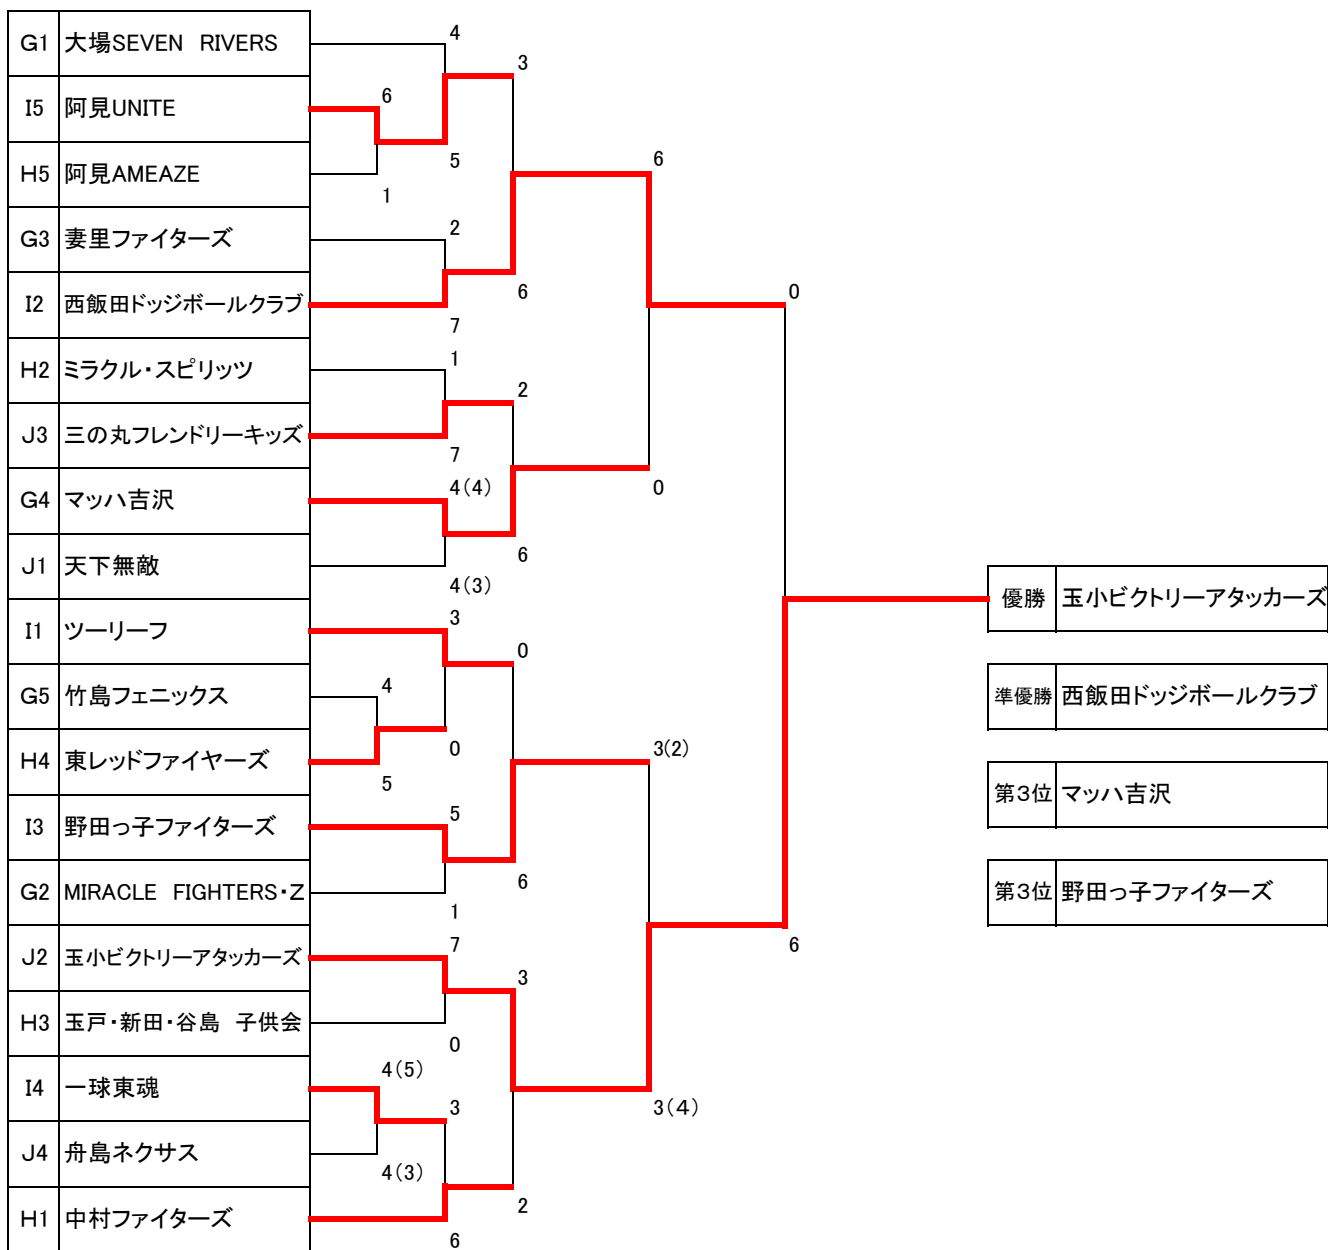 G1 大場SEVEN　RIVERS
I5 阿見UNITE
H5 阿見AMEAZE
G3 妻里ファイターズ
I2 西飯田ドッジボールクラブ
H2 ミラクル・スピリッツ
J3 三の丸フレンドリーキッズ
G4 マッハ吉沢
J1 天下無敵
I1 ツーリーフ
G5 竹島フェニックス
H4 東レッドファイヤーズ
I3 野田っ子ファイターズ
G2 MIRACLE　FIGHTERS・Z
J2 玉小ビクトリーアタッカーズ
H3 玉戸・新田・谷島　子供会
I4 一球東魂
J4 舟島ネクサス
H1 中村ファイターズ
6
1
4
5
4(5)
4(3)
4
5
2
7
1
7
4(4)
4(3)
3
0
5
1
7
0
3
6
3
6
2
6
0
6
3
2
6
0
3(2)
3(4)
0
6
優勝 玉小ビクトリーアタッカーズ
準優勝 西飯田ドッジボールクラブ
第3位 マッハ吉沢
第3位 野田っ子ファイターズ